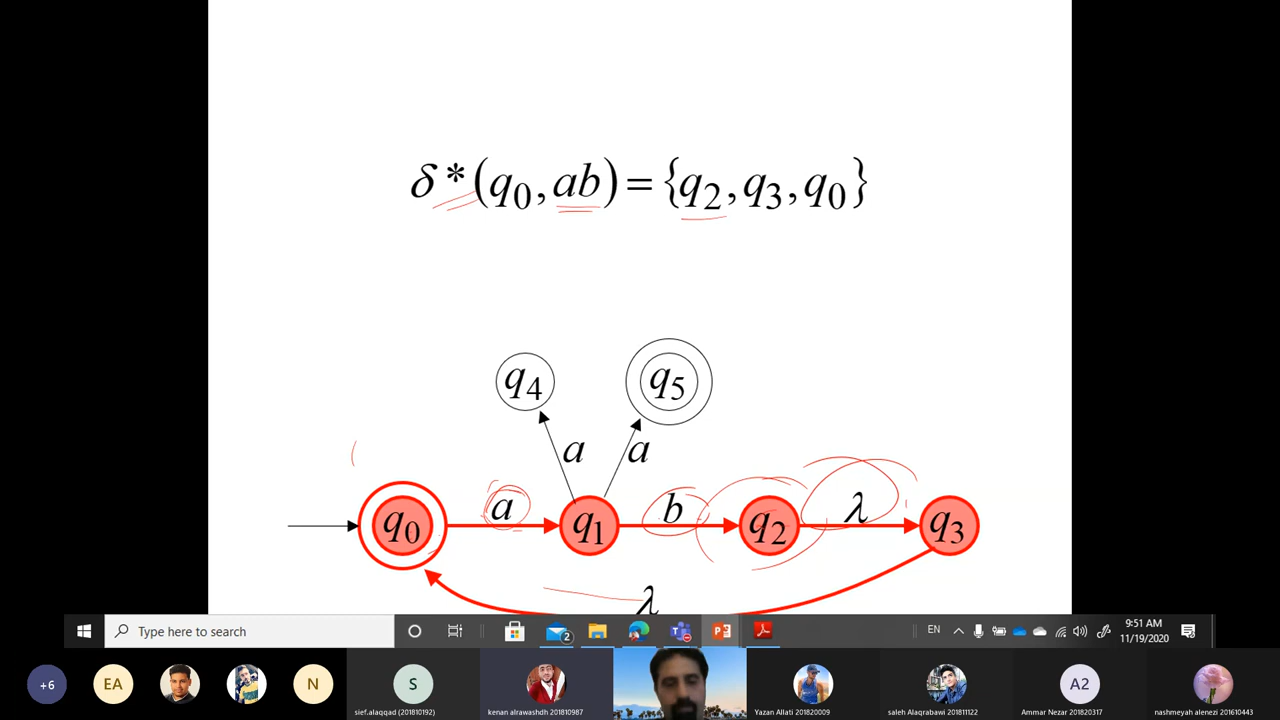 δ*(q₀,ab)={q₂,q₃,q₀}
q₄ q₅
a a
q₀ a q₁ b q₂ λ q₃
λ
Type here to search
2
EN
9:51 AM
11/19/2020
+6
EA
N
S
A2
sief.alaqqad (201810192)
kenan alrawashdh 201810987
Yazan Allati 201820009
saleh Alaqrabawi 201811122
Ammar Nezar 201820317
nashmeyah alenezi 201610443